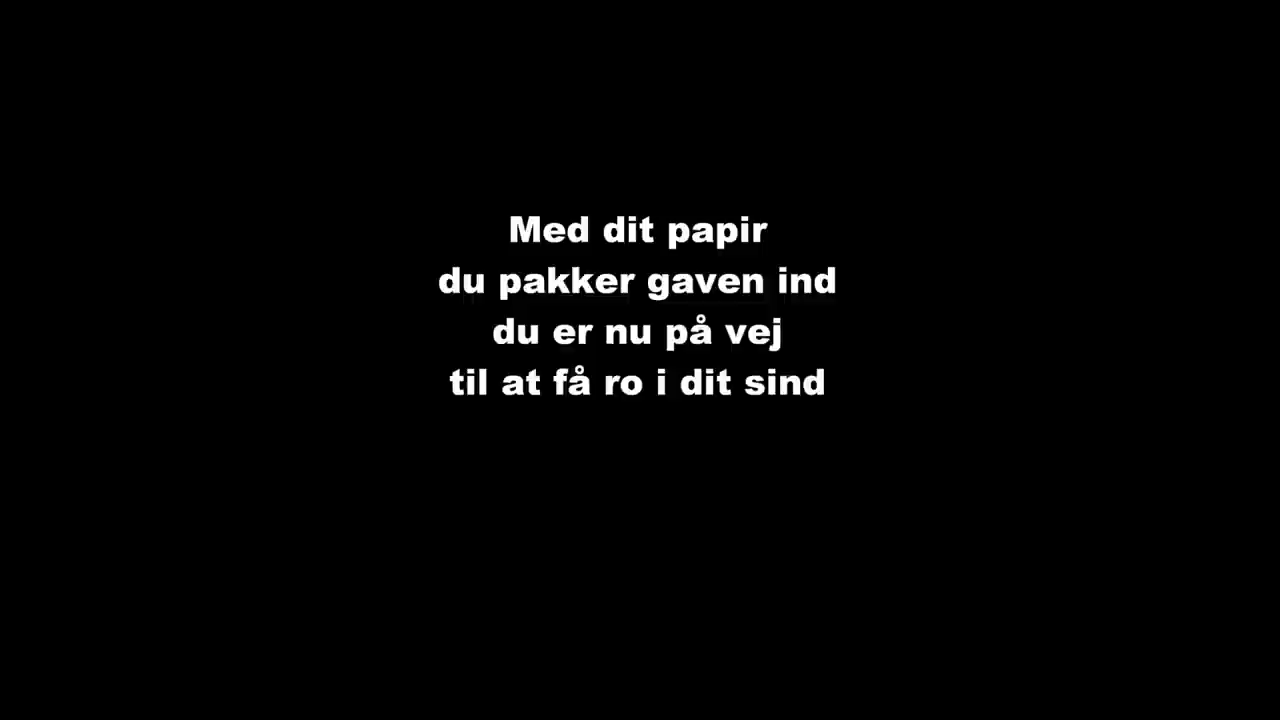 Med dit papir
du pakker gaven ind
du er nu på vej
til at få ro i dit sind